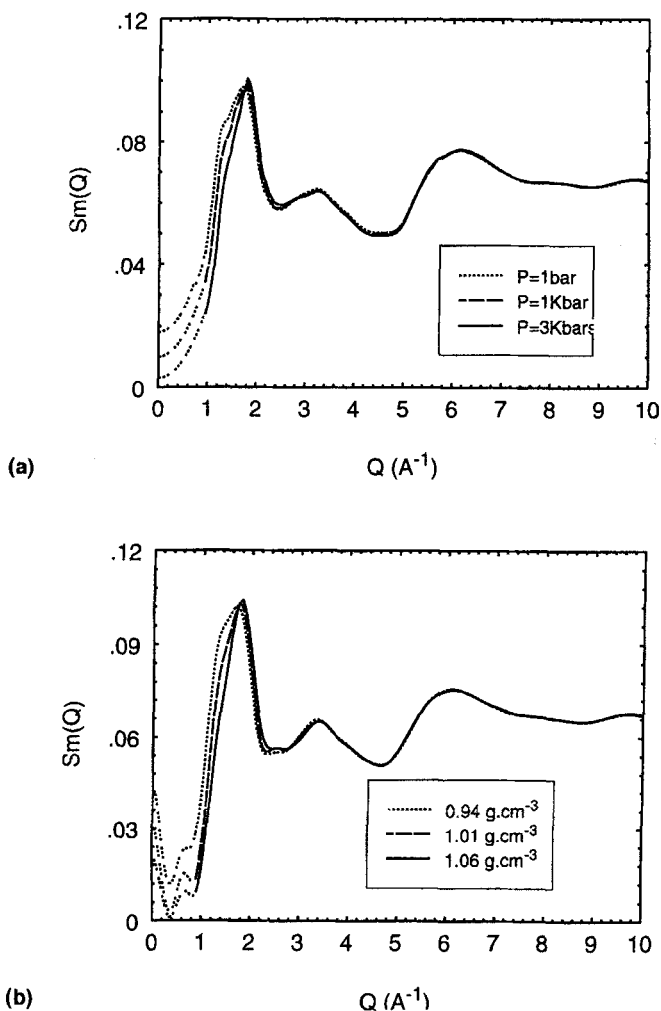 .12
.08
.04
0
Sm(Q)
P=1bar
P=1Kbar
P=3Kbars
0 1 2 3 4 5 6 7 8 9 10
(a)
Q (A⁻¹)
.12
.09
.06
.03
0
Sm(Q)
0.94 g.cm⁻³
1.01 g.cm⁻³
1.06 g.cm⁻³
0 1 2 3 4 5 6 7 8 9 10
(b)
Q (A⁻¹)